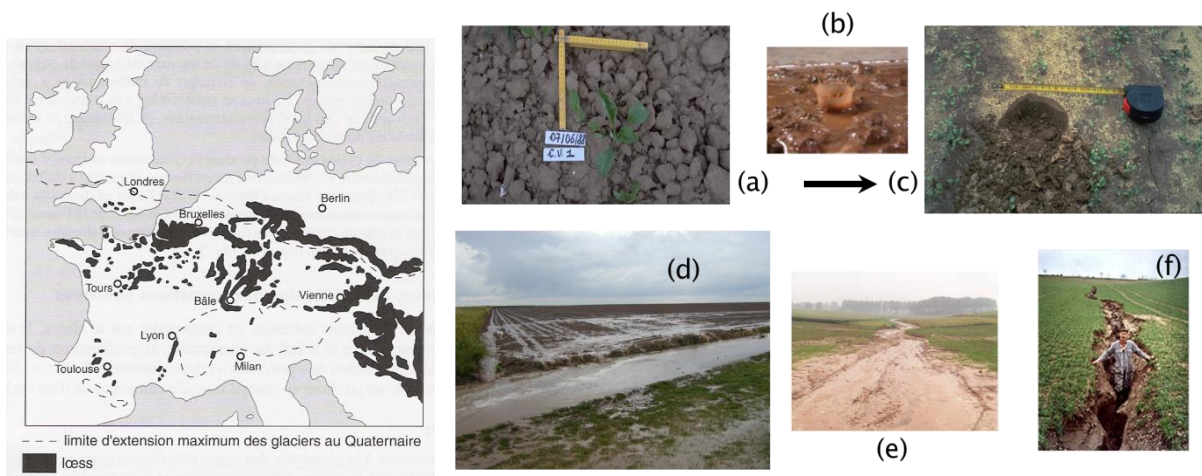 Londres
Berlin
Bruxelles
Tours
Bâle
Vienne
Lyon
Milan
Toulouse
limite d'extension maximum des glaciers au Quaternaire
lœss
(a)
07/06/88
C.V. 1
(b)
(c)
(d)
(e)
(f)